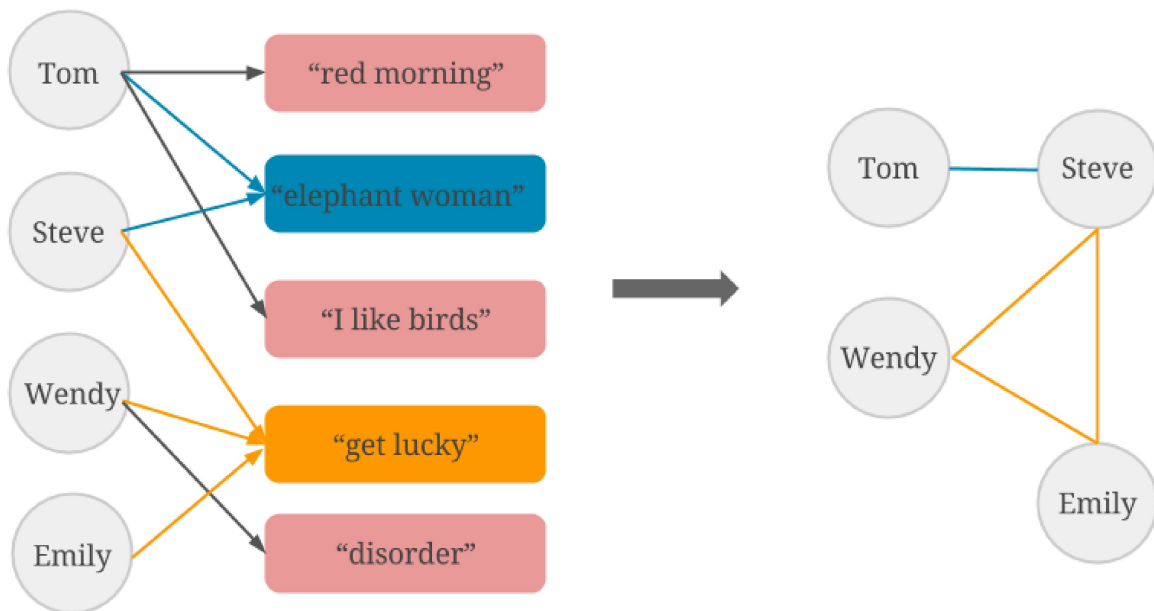 Tom
“red morning”
“elephant woman”
Steve
“I like birds”
Wendy
“get lucky”
Emily
“disorder”
Tom
Steve
Wendy
Emily